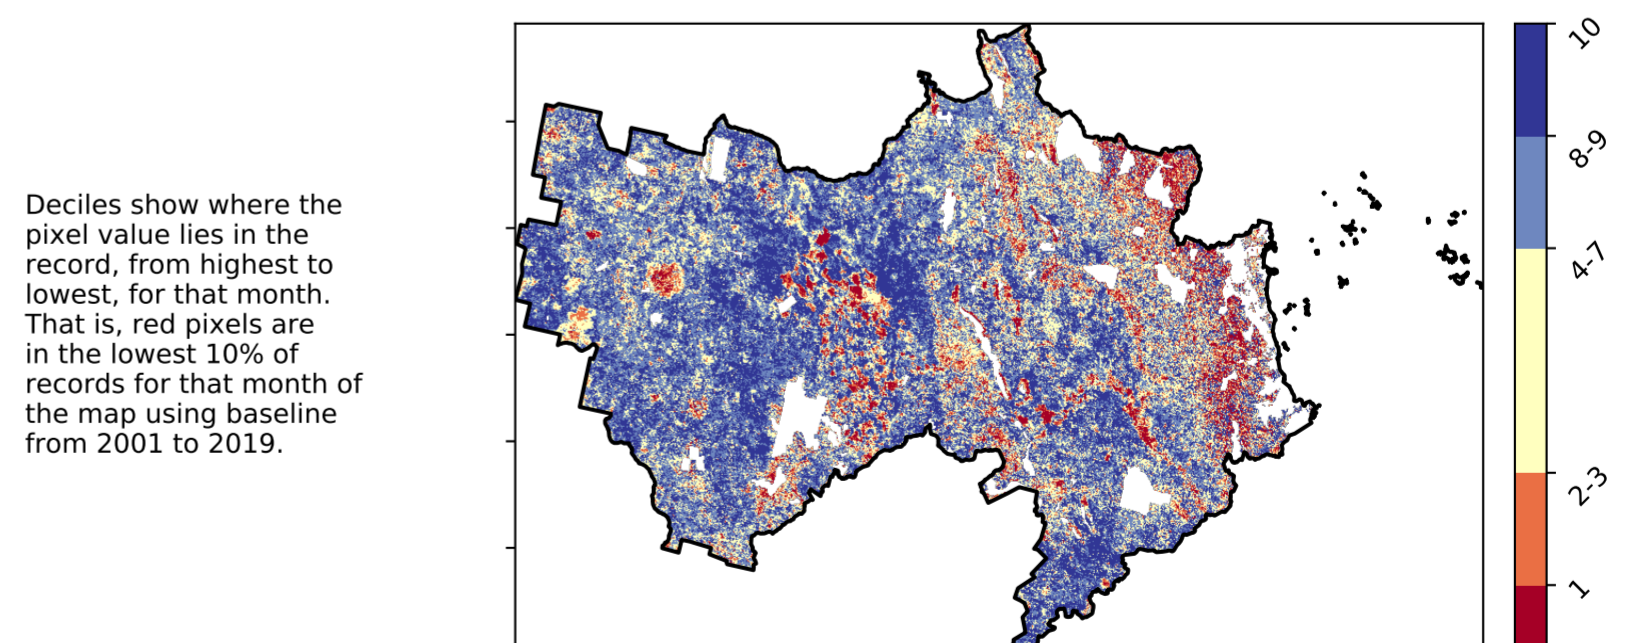 Deciles show where the
pixel value lies in the
record, from highest to
lowest, for that month.
That is, red pixels are
in the lowest 10% of
records for that month of
the map using baseline
from 2001 to 2019.
10
8-9
4-7
2-3
1